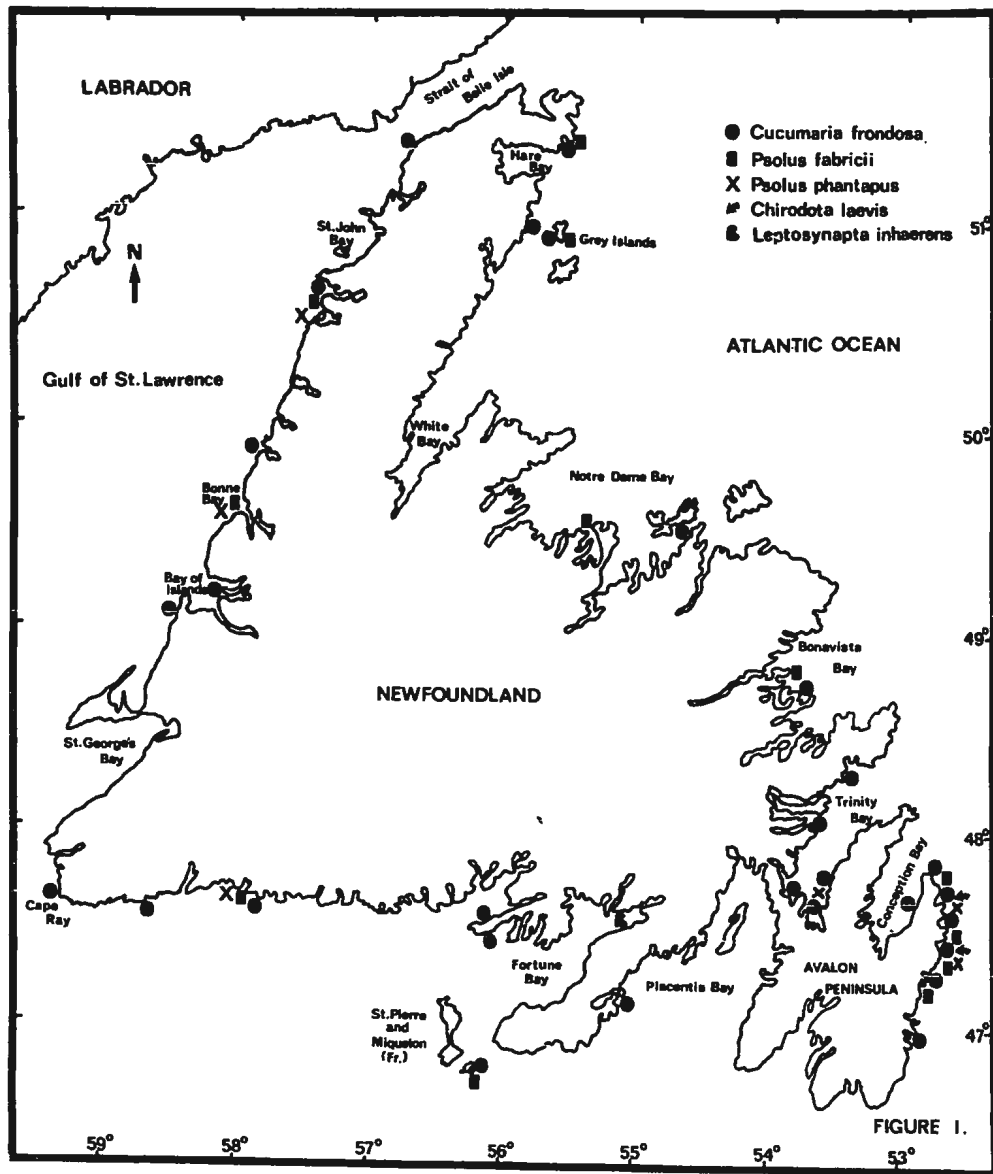 LABRADOR
Strait of
Belle Isle
Hare
Bay
● Cucumaria frondosa
Psolus fabricii
X Psolus phantapus
Chirodota laevis
Leptosynapta inhaerens
51°
St. John
Bay
Grey Islands
N
ATLANTIC OCEAN
Gulf of St. Lawrence
50°
White
Bay
Notre Dame Bay
Bonne
Bay
Bay of
Islands
49°
Bonavista
Bay
NEWFOUNDLAND
St. George's
Bay
Trinity
Bay
48°
Conception Bay
Cape
Ray
Fortune
Bay
Placentia Bay
AVALON
PENINSULA
St. Pierre
and
Miquelon
(Fr.)
47°
FIGURE 1.
59°
58°
57°
56°
55°
54°
53°